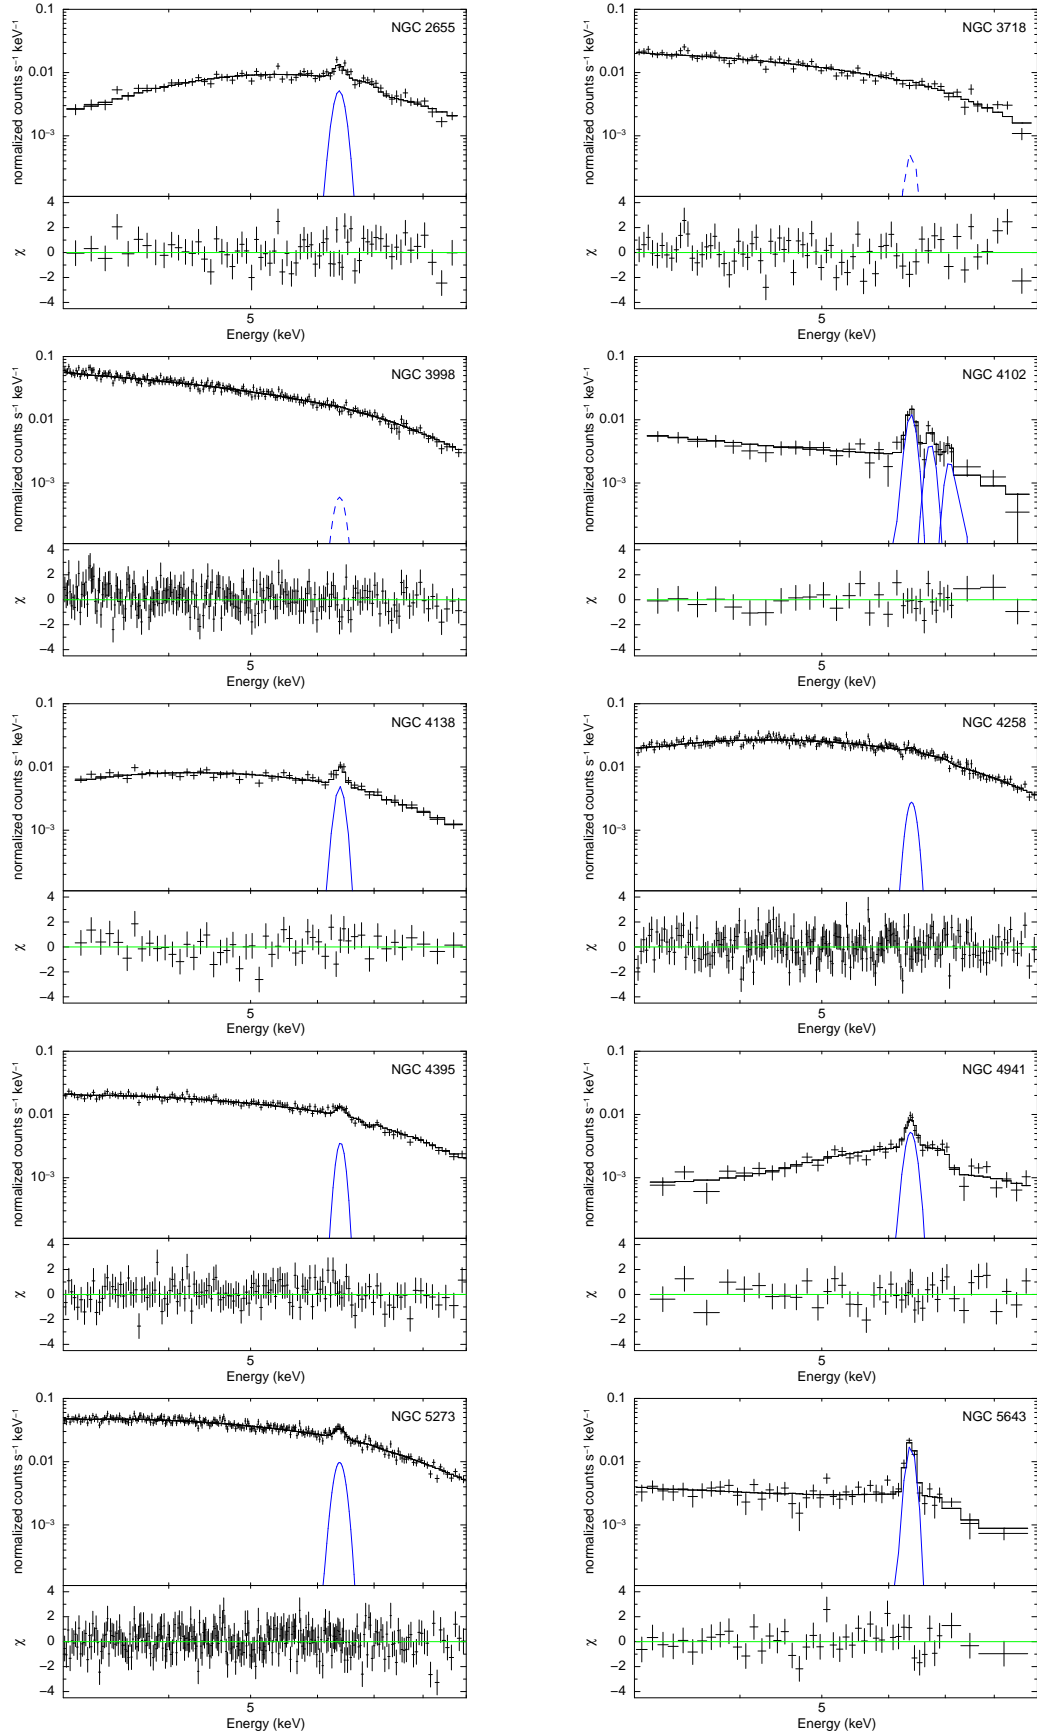 NGC 2655
normalized counts s⁻¹ keV⁻¹
0.1
0.01
10⁻³
χ
4
2
0
−2
−4
5
Energy (keV)
NGC 3718
normalized counts s⁻¹ keV⁻¹
0.1
0.01
10⁻³
χ
4
2
0
−2
−4
5
Energy (keV)
NGC 3998
normalized counts s⁻¹ keV⁻¹
0.1
0.01
10⁻³
χ
4
2
0
−2
−4
5
Energy (keV)
NGC 4102
normalized counts s⁻¹ keV⁻¹
0.1
0.01
10⁻³
χ
4
2
0
−2
−4
5
Energy (keV)
NGC 4138
normalized counts s⁻¹ keV⁻¹
0.1
0.01
10⁻³
χ
4
2
0
−2
−4
5
Energy (keV)
NGC 4258
normalized counts s⁻¹ keV⁻¹
0.1
0.01
10⁻³
χ
4
2
0
−2
−4
5
Energy (keV)
NGC 4395
normalized counts s⁻¹ keV⁻¹
0.1
0.01
10⁻³
χ
4
2
0
−2
−4
5
Energy (keV)
NGC 4941
normalized counts s⁻¹ keV⁻¹
0.1
0.01
10⁻³
χ
4
2
0
−2
−4
5
Energy (keV)
NGC 5273
normalized counts s⁻¹ keV⁻¹
0.1
0.01
10⁻³
χ
4
2
0
−2
−4
5
Energy (keV)
NGC 5643
normalized counts s⁻¹ keV⁻¹
0.1
0.01
10⁻³
χ
4
2
0
−2
−4
5
Energy (keV)